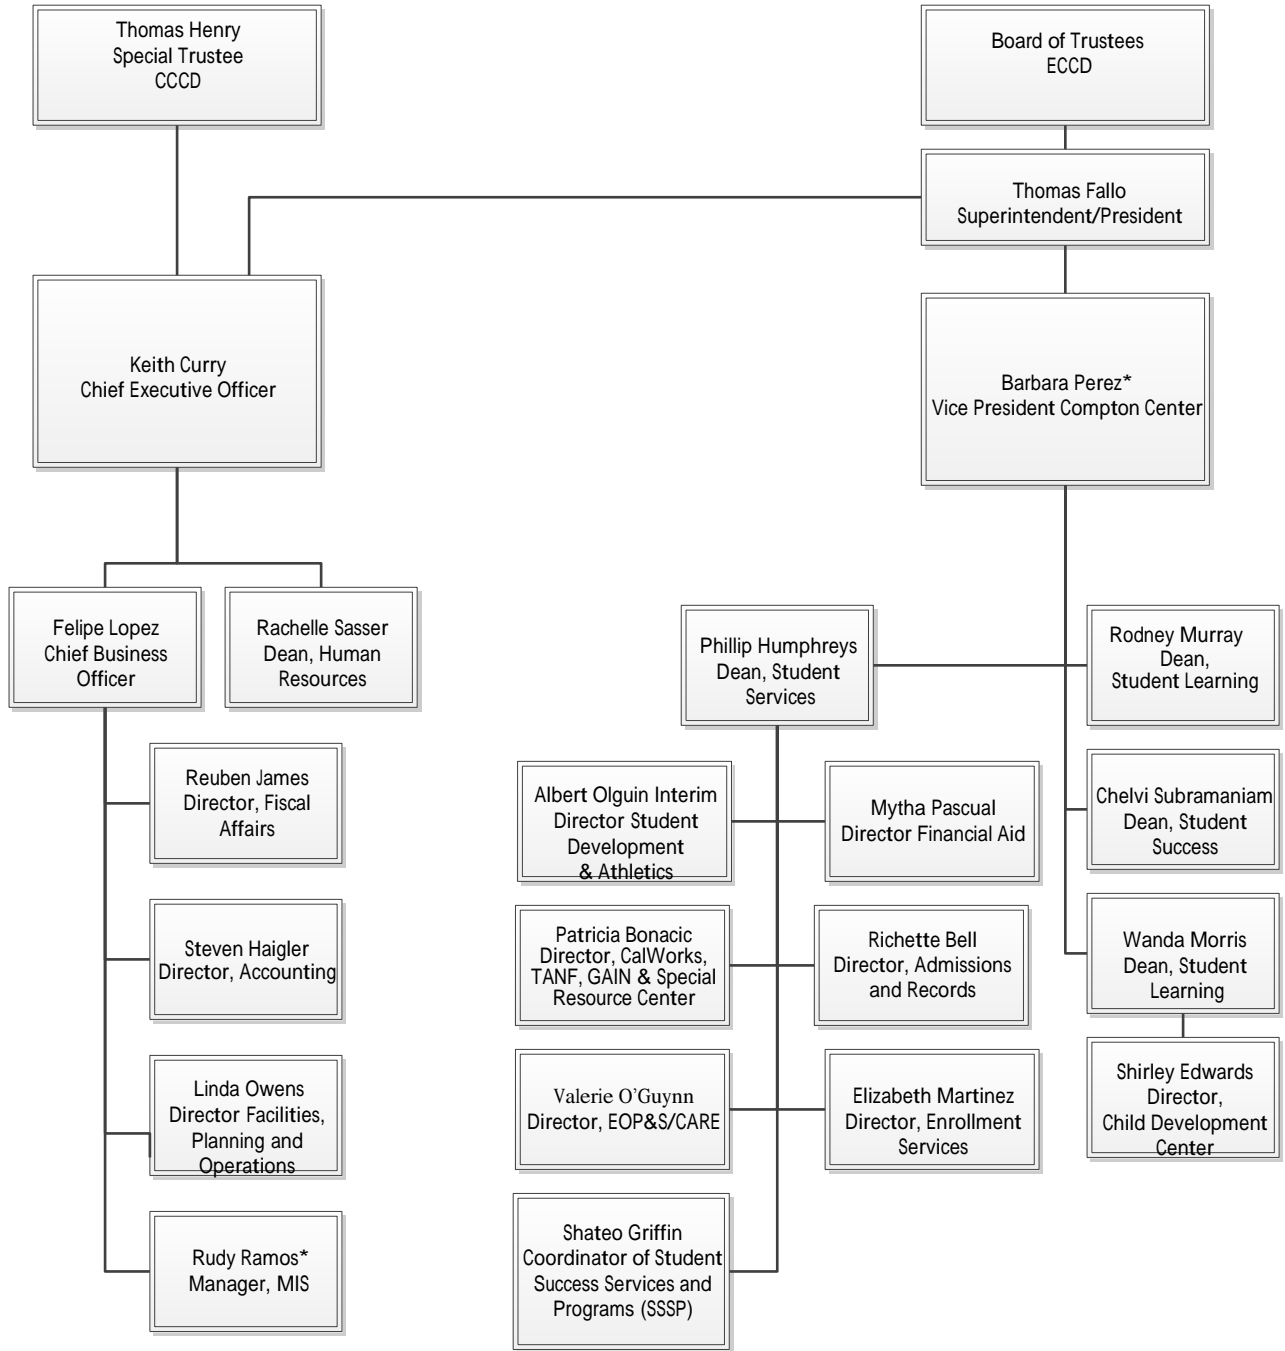 Thomas Henry
Special Trustee
CCCD
Board of Trustees
ECCD
Thomas Fallo
Superintendent/President
Keith Curry
Chief Executive Officer
Barbara Perez*
Vice President Compton Center
Felipe Lopez
Chief Business
Officer
Rachelle Sasser
Dean, Human
Resources
Phillip Humphreys
Dean, Student
Services
Rodney Murray
Dean,
Student Learning
Reuben James
Director, Fiscal
Affairs
Albert Olguin Interim
Director Student
Development
& Athletics
Mytha Pascual
Director Financial Aid
Chelvi Subramaniam
Dean, Student
Success
Steven Haigler
Director, Accounting
Patricia Bonacic
Director, CalWorks,
TANF, GAIN & Special
Resource Center
Richette Bell
Director, Admissions
and Records
Wanda Morris
Dean, Student
Learning
Linda Owens
Director Facilities,
Planning and
Operations
Valerie O'Guynn
Director, EOP&S/CARE
Elizabeth Martinez
Director, Enrollment
Services
Shirley Edwards
Director,
Child Development
Center
Rudy Ramos*
Manager, MIS
Shateo Griffin
Coordinator of Student
Success Services and
Programs (SSSP)